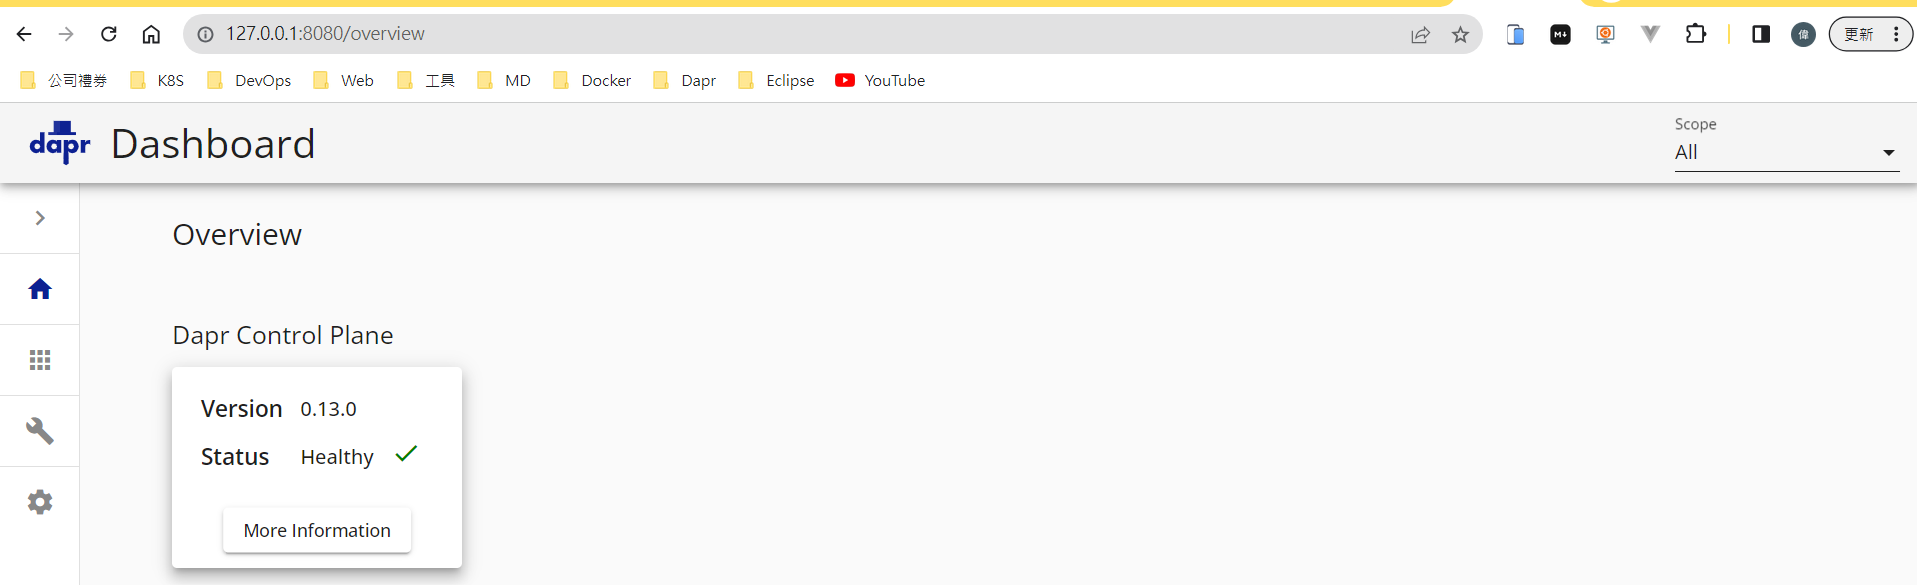 127.0.0.1:8080/overview
更新
公司禮券 K8S DevOps Web 工具 MD Docker Dapr Eclipse YouTube
dapr Dashboard
Scope
All
Overview
Dapr Control Plane
Version 0.13.0
Status Healthy
More Information